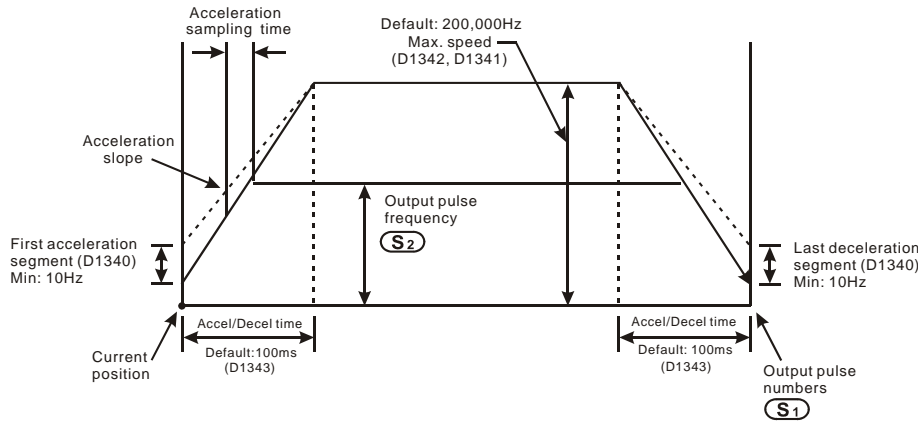 Acceleration
sampling time
Default: 200,000Hz
Max. speed
(D1342, D1341)
Acceleration
slope
Output pulse
frequency
S2
First acceleration
segment (D1340)
Min: 10Hz
Last deceleration
segment (D1340)
Min: 10Hz
Current
position
Accel/Decel time
Default:100ms
(D1343)
Accel/Decel time
Default: 100ms
(D1343)
Output pulse
numbers
S1